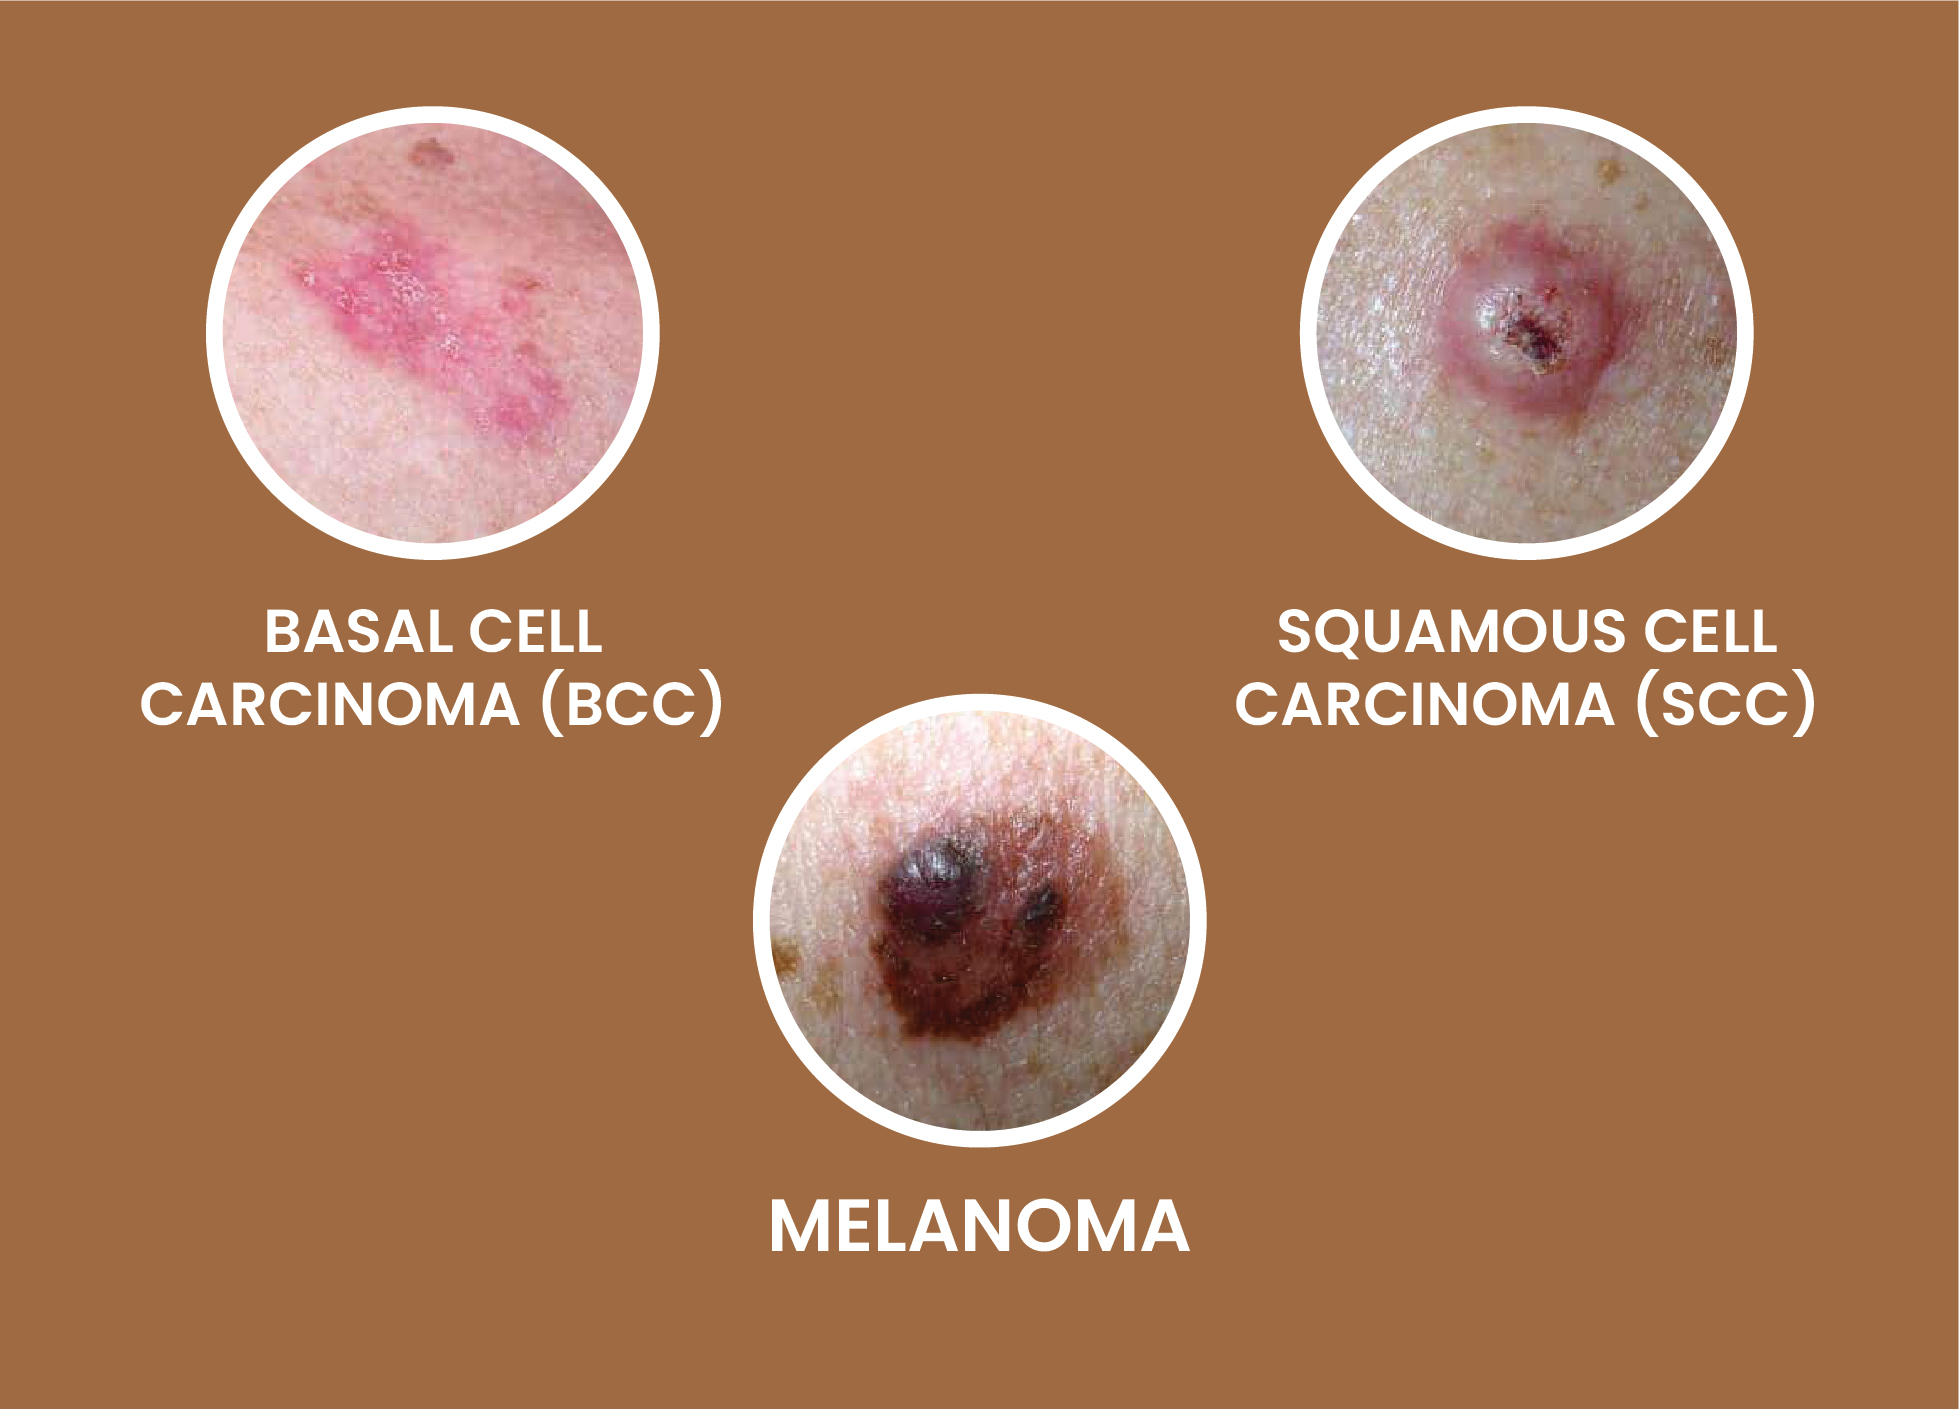 BASAL CELL
CARCINOMA (BCC)
SQUAMOUS CELL
CARCINOMA (SCC)
MELANOMA